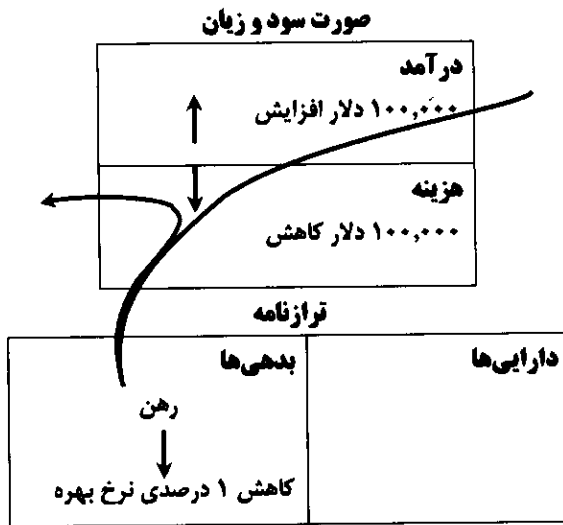 صورت سود و زیان
درآمد
۱۰۰,۰۰۰ دلار افزایش
هزینه
۱۰۰,۰۰۰ دلار کاهش
ترازنامه
دارایی‌ها
بدهی‌ها
رهن
کاهش ۱ درصدی نرخ بهره